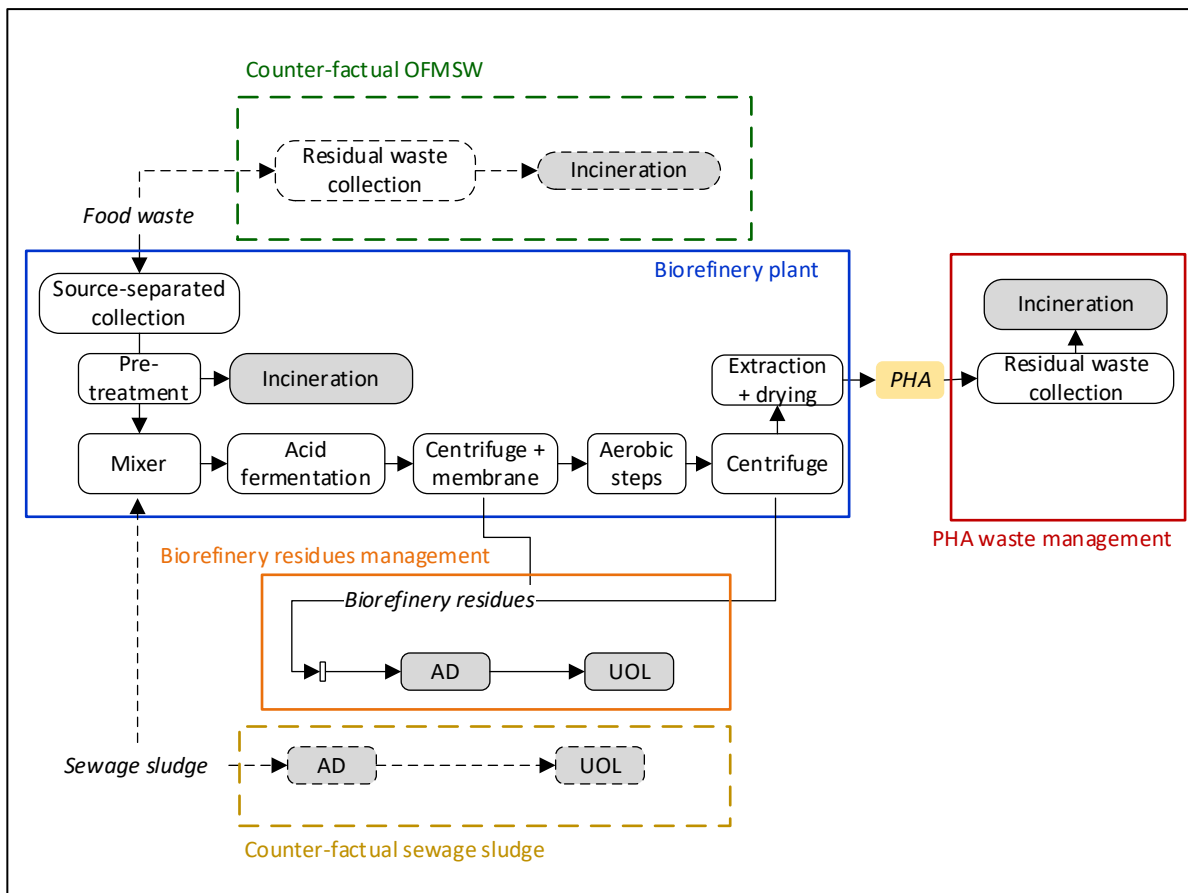 Counter-factual OFMSW
Residual waste
collection
Incineration
Food waste
Biorefinery plant
Source-separated
collection
Pre-
treatment
Incineration
Extraction
+ drying
PHA
Incineration
Residual waste
collection
Mixer
Acid
fermentation
Centrifuge +
membrane
Aerobic
steps
Centrifuge
PHA waste management
Biorefinery residues management
Biorefinery residues
AD
UOL
Sewage sludge
AD
UOL
Counter-factual sewage sludge